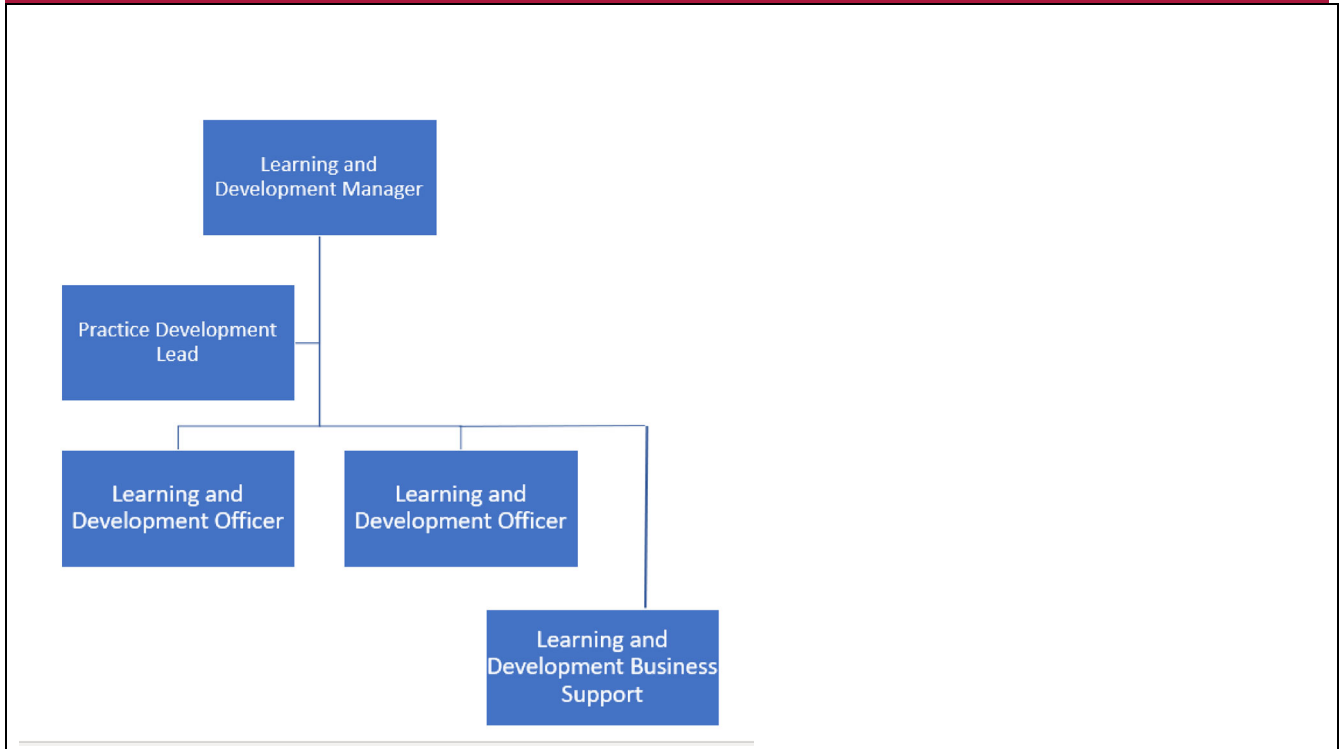 Learning and
Development Manager
Practice Development
Lead
Learning and
Development Officer
Learning and
Development Officer
Learning and
Development Business
Support